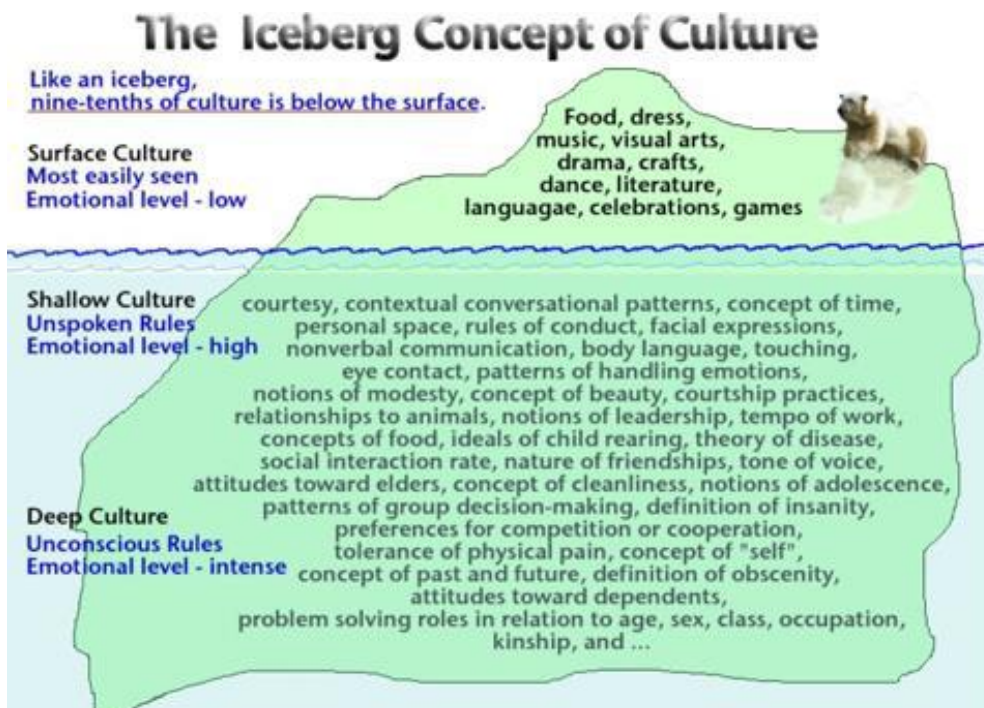 The Iceberg Concept of Culture
Like an iceberg,
nine-tenths of culture is below the surface.
Food, dress,
music, visual arts,
drama, crafts,
dance, literature,
languagae, celebrations, games
Surface Culture
Most easily seen
Emotional level - low
Shallow Culture
Unspoken Rules
Emotional level - high
courtesy, contextual conversational patterns, concept of time,
personal space, rules of conduct, facial expressions,
nonverbal communication, body language, touching,
eye contact, patterns of handling emotions,
notions of modesty, concept of beauty, courtship practices,
relationships to animals, notions of leadership, tempo of work,
concepts of food, ideals of child rearing, theory of disease,
social interaction rate, nature of friendships, tone of voice,
attitudes toward elders, concept of cleanliness, notions of adolescence,
patterns of group decision-making, definition of insanity,
preferences for competition or cooperation,
tolerance of physical pain, concept of "self",
concept of past and future, definition of obscenity,
attitudes toward dependents,
problem solving roles in relation to age, sex, class, occupation,
kinship, and ...
Deep Culture
Unconscious Rules
Emotional level - intense